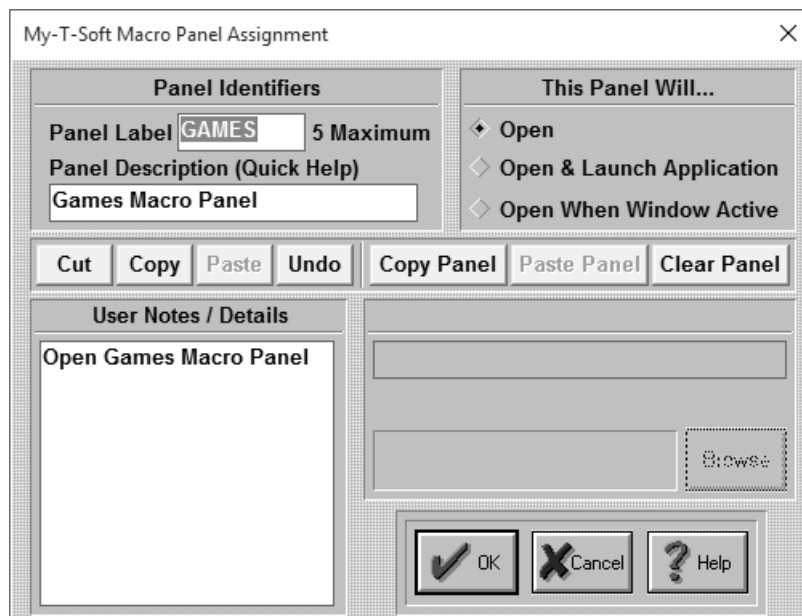 My-T-Soft Macro Panel Assignment
Panel Identifiers
Panel Label GAMES 5 Maximum
Panel Description (Quick Help)
Games Macro Panel
This Panel Will...
Open
Open & Launch Application
Open When Window Active
Cut Copy Paste Undo Copy Panel Paste Panel Clear Panel
User Notes / Details
Open Games Macro Panel
Browse
OK Cancel Help